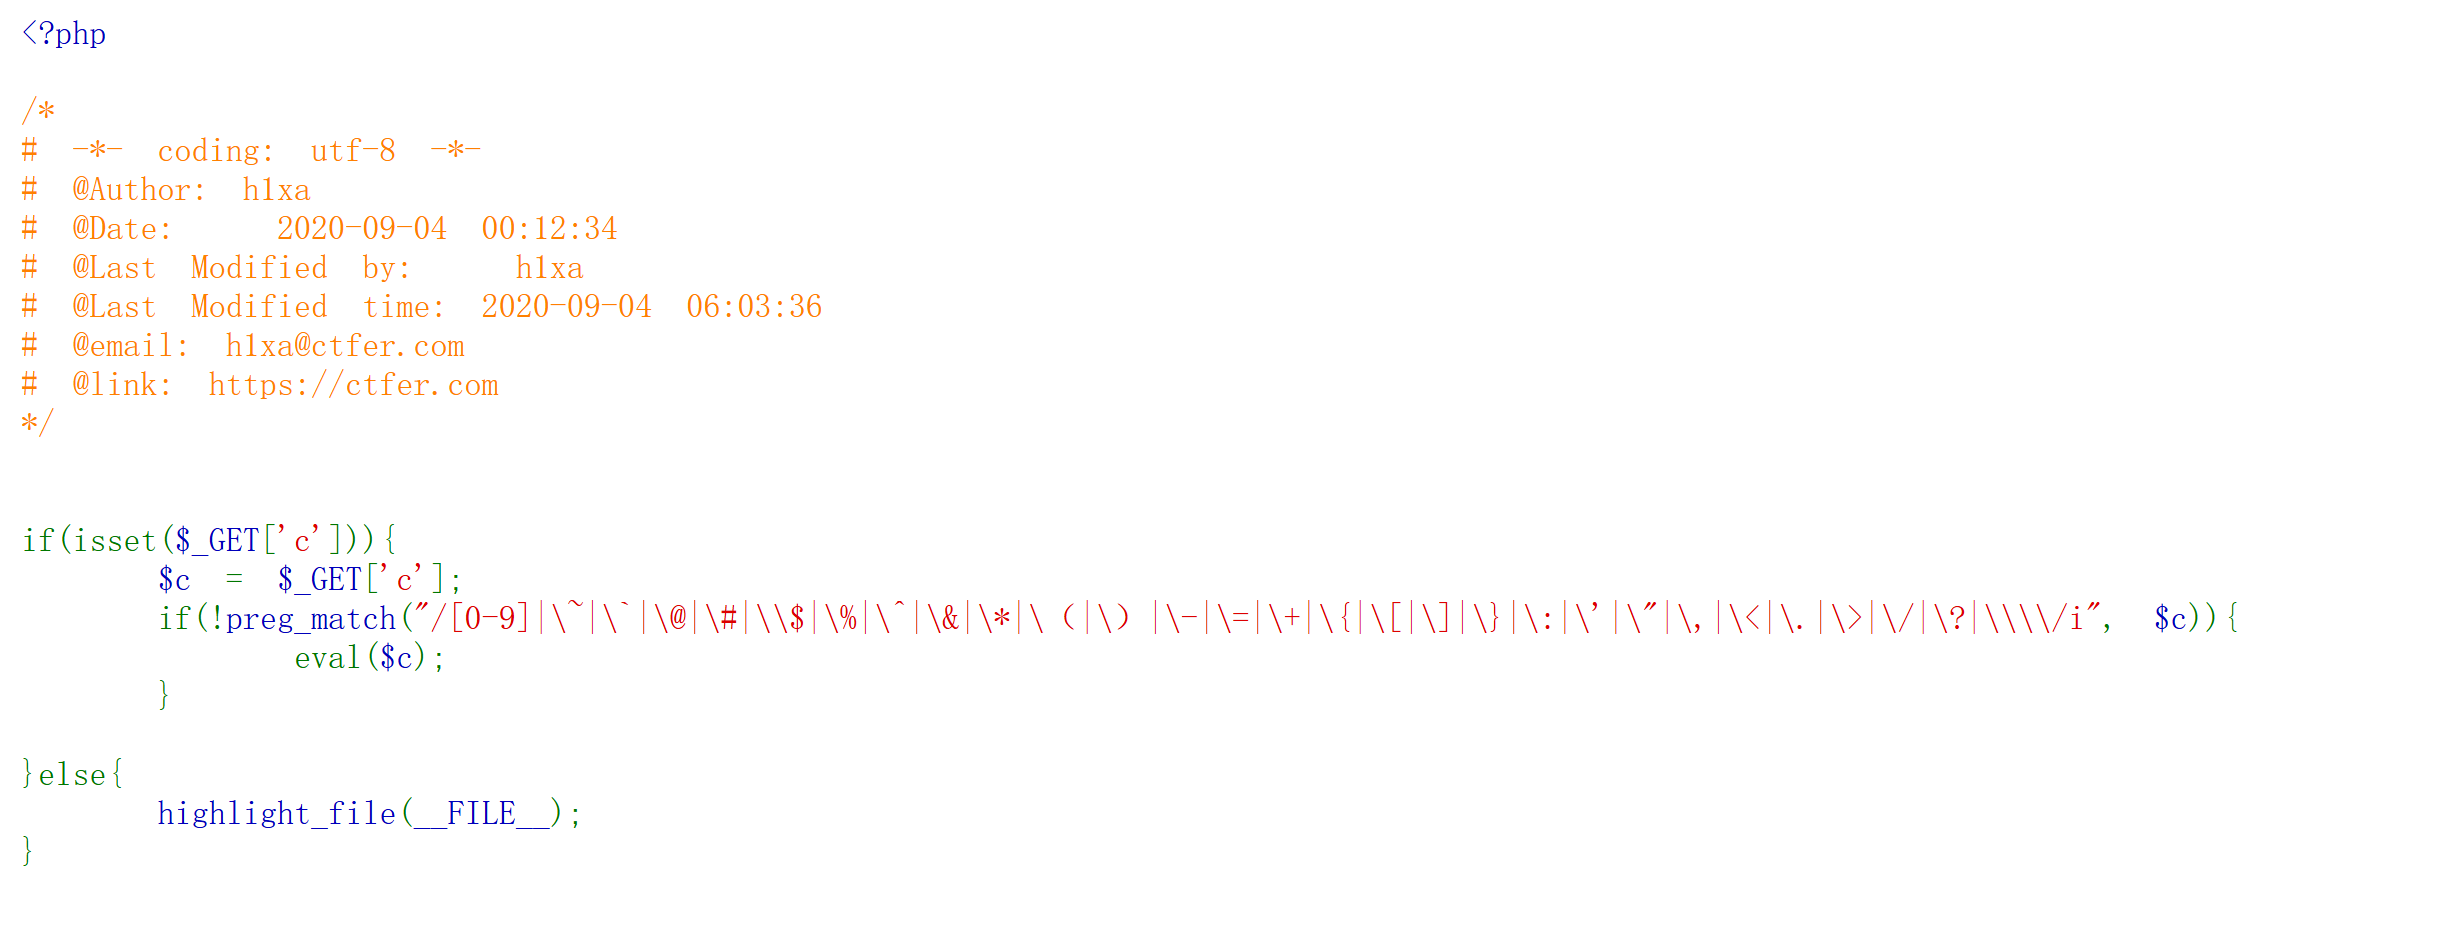 <?php
/*
# -*- coding: utf-8 -*-
# @Author: h1xa
# @Date:   2020-09-04 00:12:34
# @Last Modified by:   h1xa
# @Last Modified time: 2020-09-04 06:03:36
# @email: h1xa@ctfer.com
# @link: https://ctfer.com
*/
if(isset($_GET['c'])){
    $c = $_GET['c'];
    if(!preg_match("/[0-9]|\~|\`|\@|\#|\\$|\%|\^|\&|\*|\（|\）|\-|\=|\+|\{|\[|\]|\}|\:|\'|\"|\,|\<|\.|\>|\/|\?|\\\\/i", $c)){
        eval($c);
    }
}else{
    highlight_file(__FILE__);
}